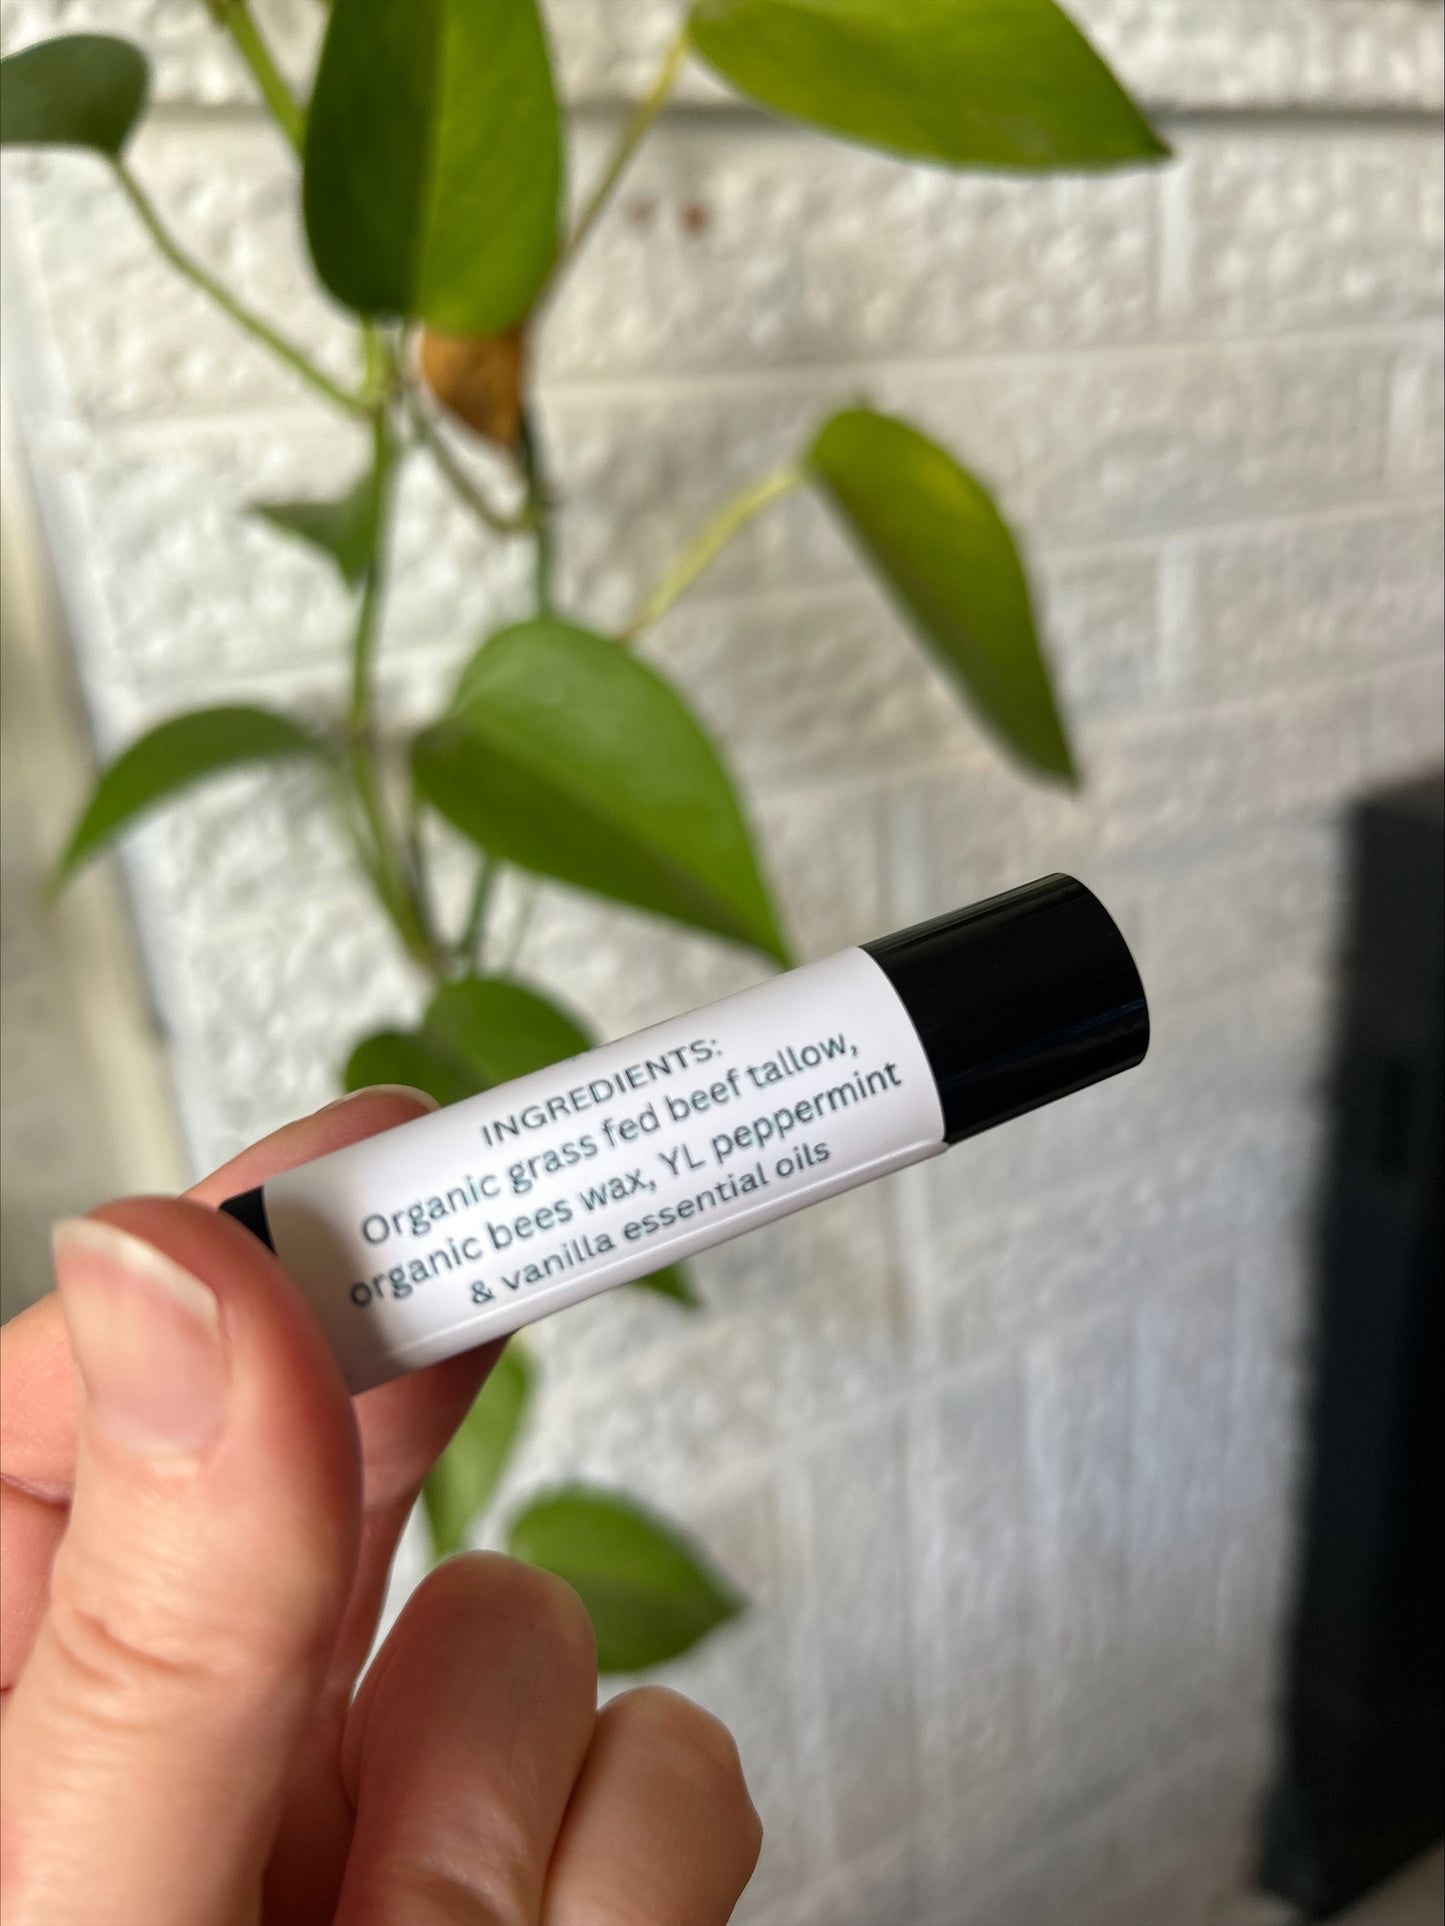 INGREDIENTS:
Organic grass fed beef tallow,
organic bees wax, YL peppermint
& vanilla essential oils